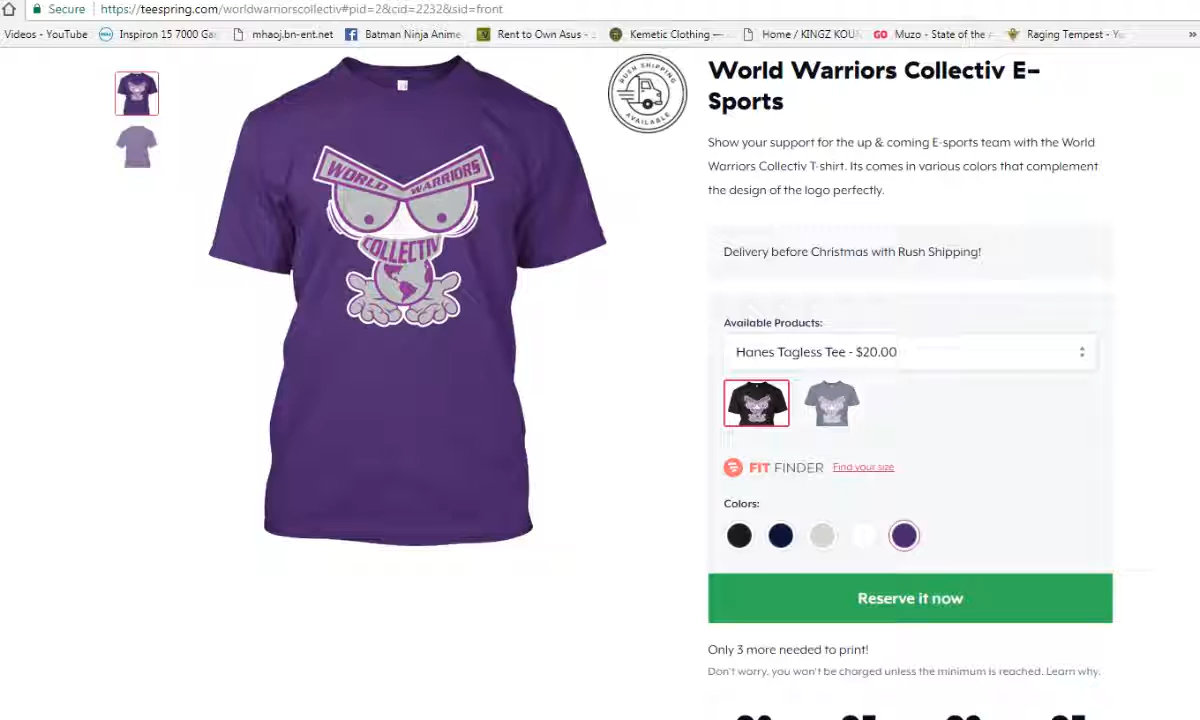 Secure https://teespring.com/worldwarriorscollectiv#pid=2&cid=2232&sid=front
Videos - YouTube Inspiron 15 7000 Ga mhaoj.bn-ent.net Batman Ninja Anime Rent to Own Asus - Kemetic Clothing — Home / KINGZ KOU GO Muzo - State of the Raging Tempest - Y »
RUSH SHIPPING
AVAILABLE
World Warriors Collectiv E-
Sports
Show your support for the up & coming E-sports team with the World
Warriors Collectiv T-shirt. Its comes in various colors that complement
the design of the logo perfectly.
WORLD WARRIORS
COLLECTIV
Delivery before Christmas with Rush Shipping!
Available Products:
Hanes Tagless Tee - $20.00
FIT FINDER Find your size
Colors:
Reserve it now
Only 3 more needed to print!
Don't worry, you won't be charged unless the minimum is reached. Learn why.